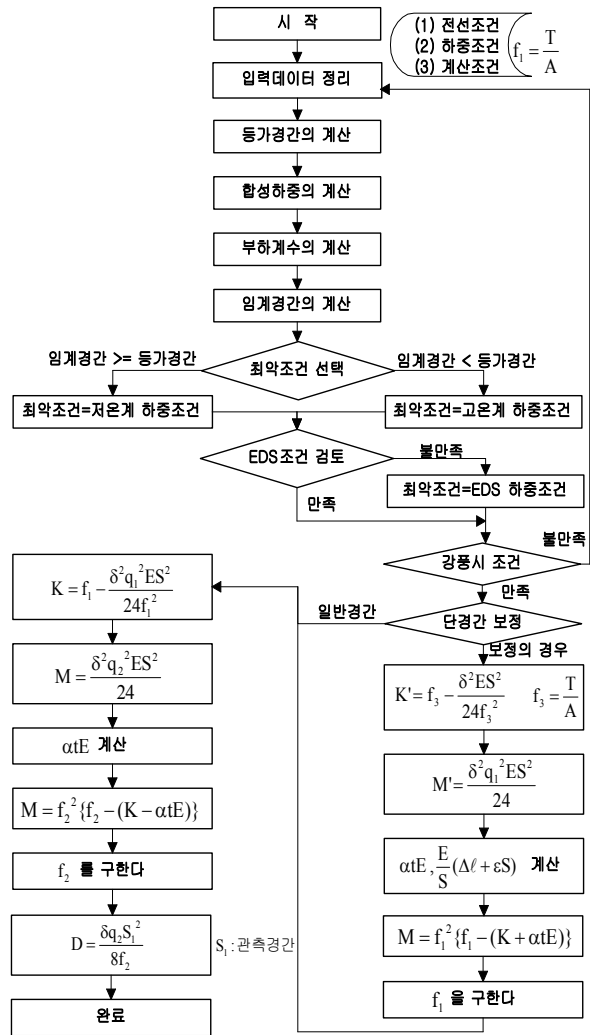 시 작
(1) 전선조건
(2) 하중조건
(3) 계산조건
f₁ = T/A
입력데이터 정리
등가경간의 계산
합성하중의 계산
부하계수의 계산
임계경간의 계산
임계경간 >= 등가경간
최악조건 선택
임계경간 < 등가경간
최악조건=저온계 하중조건
최악조건=고온계 하중조건
EDS조건 검토
불만족
최악조건=EDS 하중조건
만족
불만족
강풍시 조건
만족
일반경간
단경간 보정
보정의 경우
K = f₁ - δ²q₁²ES²/24f₁²
M = δ²q₂²ES²/24
αtE 계산
M = f₂²{f₂ - (K - αtE)}
f₂ 를 구한다
D = δq₂S₁²/8f₂
S₁ : 관측경간
완료
K' = f₃ - δ²ES²/24f₃² f₃ = T/A
M' = δ²q₁²ES²/24
αtE , E/S(Δℓ + εS) 계산
M = f₁²{f₁ - (K + αtE)}
f₁ 을 구한다